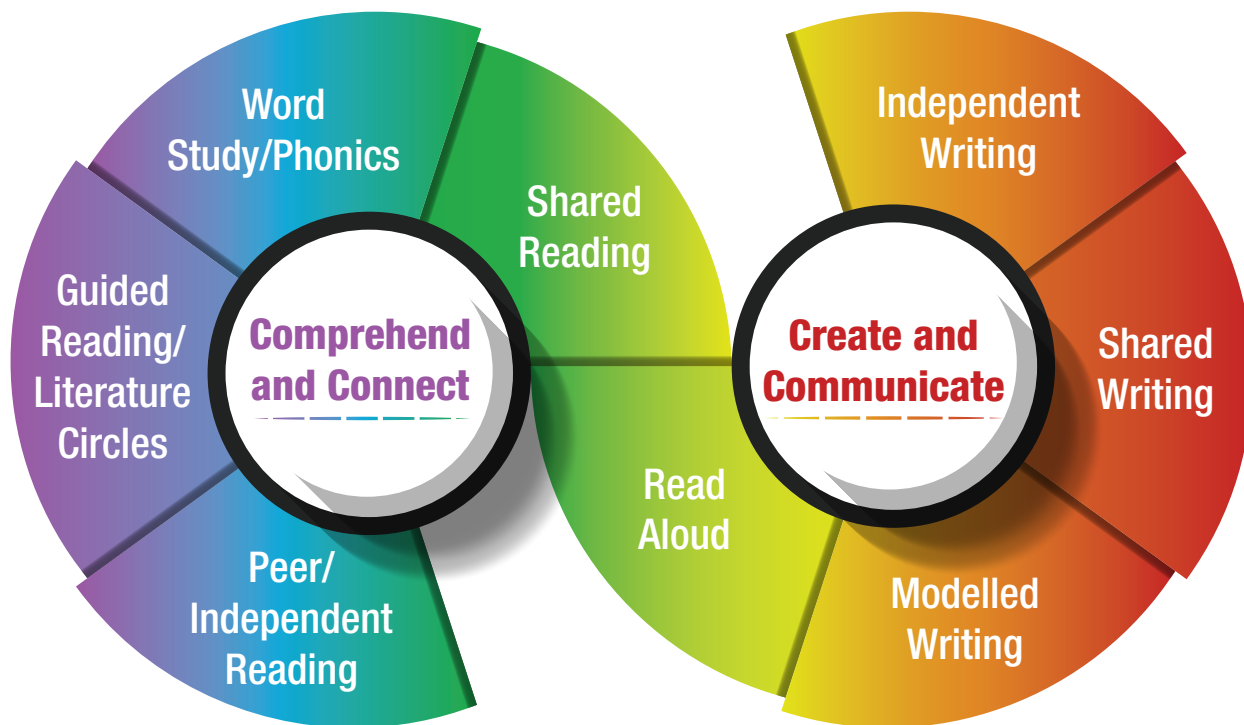 Word
Study/Phonics
Shared
Reading
Guided
Reading/
Literature
Circles
Comprehend
and Connect
Peer/
Independent
Reading
Independent
Writing
Shared
Writing
Create and
Communicate
Read
Aloud
Modelled
Writing